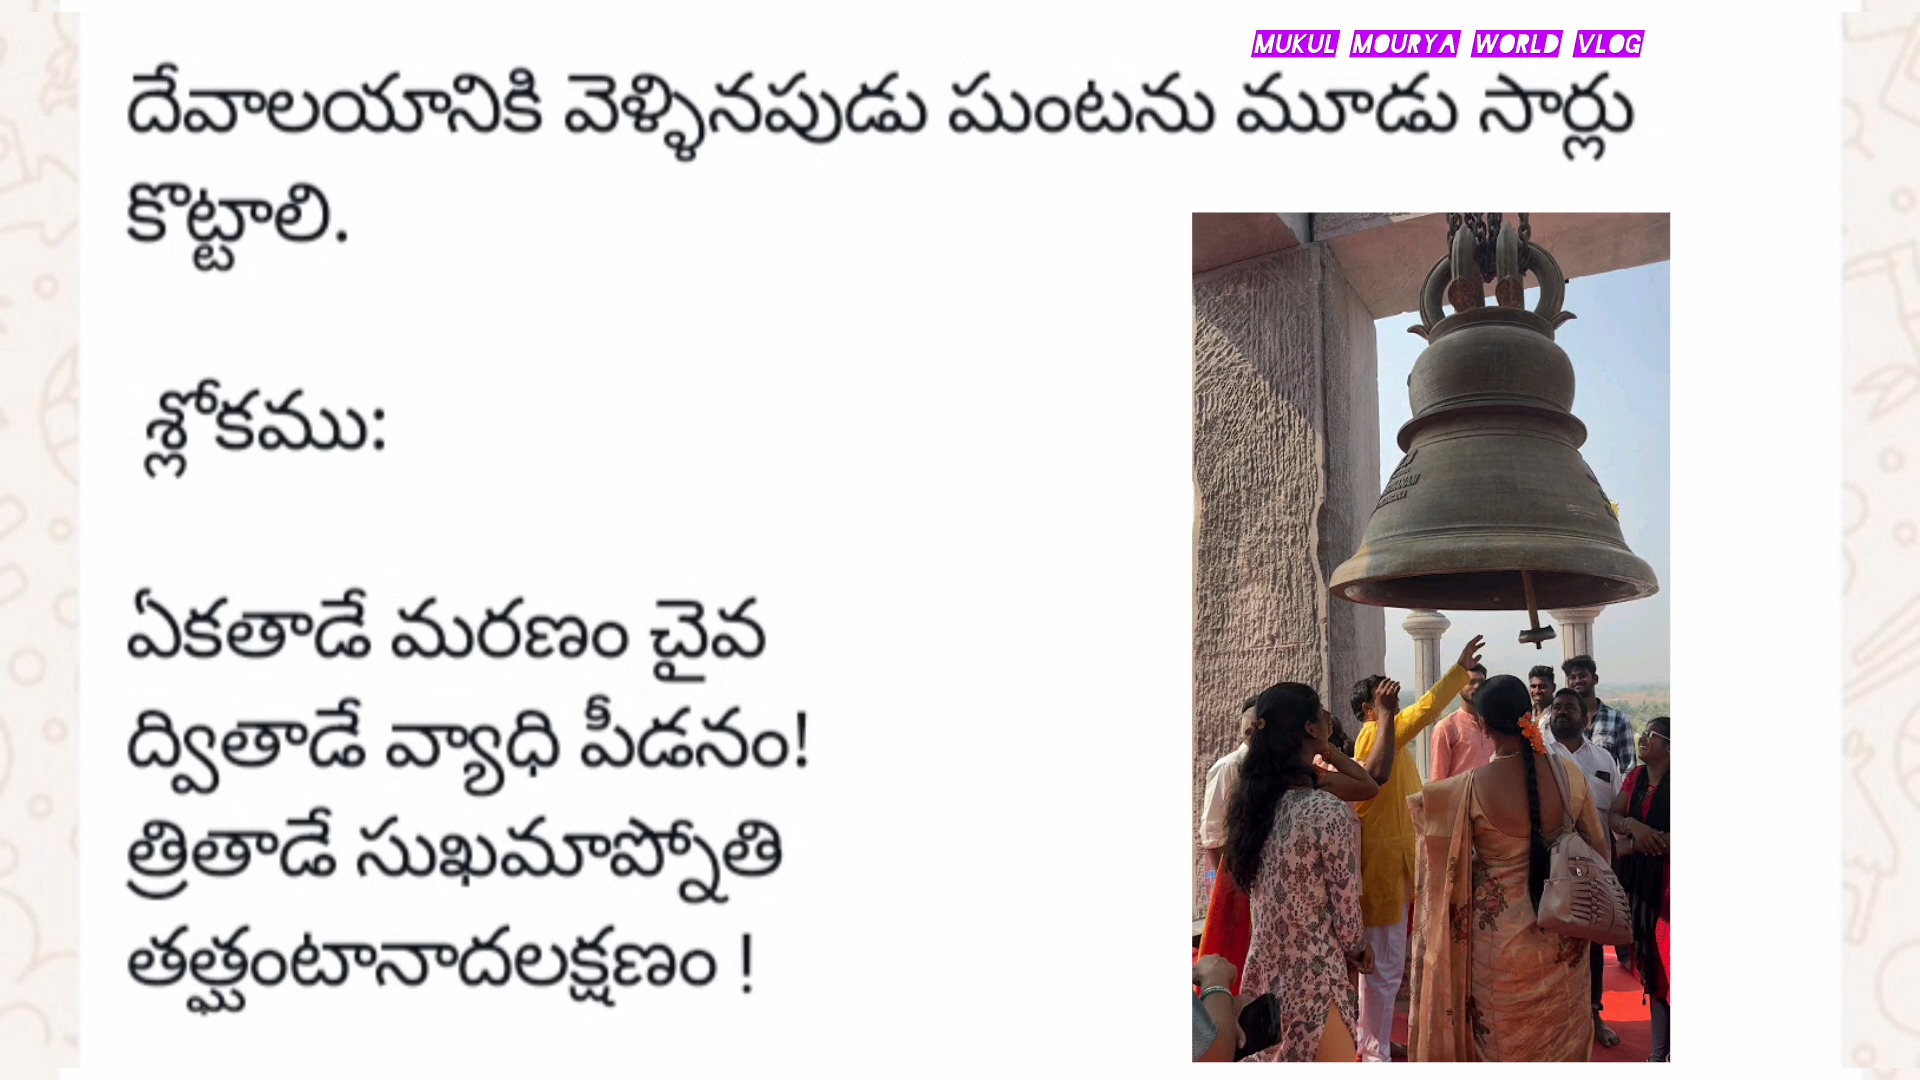 MUKUL MOURYA WORLD VLOG
దేవాలయానికి వెళ్ళినపుడు ఘంటను మూడు సార్లు
కొట్టాలి.
శ్లోకము:
ఏకతాడే మరణం చైవ
ద్వితాడే వ్యాధి పీడనం!
త్రితాడే సుఖమాప్నోతి
తత్ఘంటానాదలక్షణం !